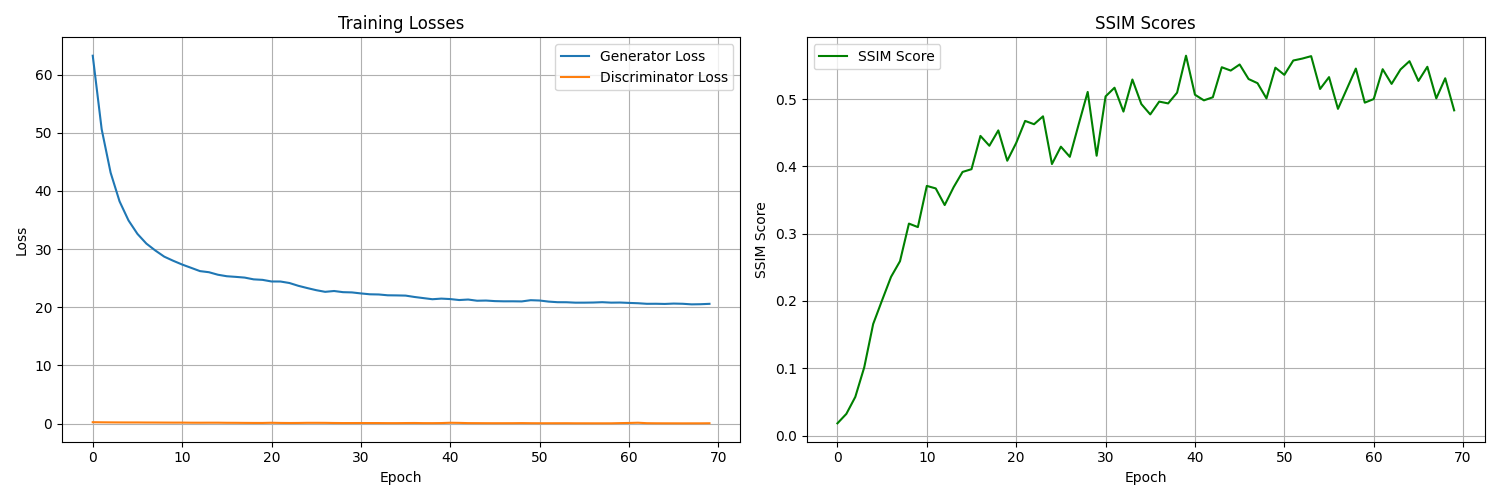 Training Losses
Generator Loss
Discriminator Loss
Loss
60
50
40
30
20
10
0
0 10 20 30 40 50 60 70
Epoch
SSIM Scores
SSIM Score
SSIM Score
0.5
0.4
0.3
0.2
0.1
0.0
0 10 20 30 40 50 60 70
Epoch